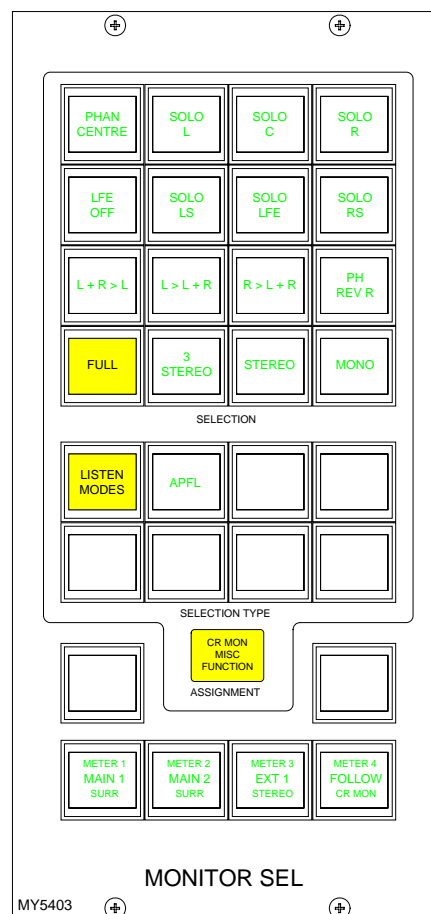 PHAN
CENTRE
SOLO
L
SOLO
C
SOLO
R
LFE
OFF
SOLO
LS
SOLO
LFE
SOLO
RS
L + R > L
L > L + R
R > L + R
PH
REV R
FULL
3
STEREO
STEREO
MONO
SELECTION
LISTEN
MODES
APFL
SELECTION TYPE
CR MON
MISC
FUNCTION
ASSIGNMENT
METER 1
MAIN 1
SURR
METER 2
MAIN 2
SURR
METER 3
EXT 1
STEREO
METER 4
FOLLOW
CR MON
MONITOR SEL
MY5403